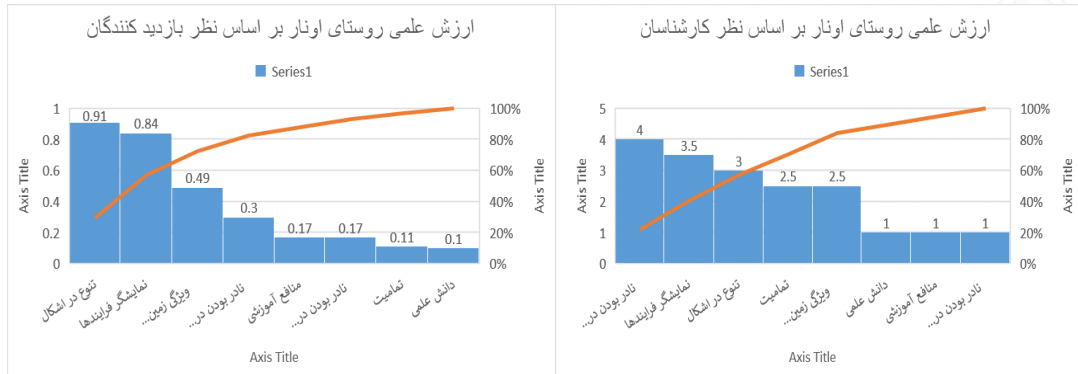 ارزش علمی روستای اونار بر اساس نظر بازدید کنندگان
Series1
1
0.8
0.6
0.4
0.2
0
Axis Title
0.91
0.84
0.49
0.3
0.17
0.17
0.11
0.1
100%
80%
60%
40%
20%
0%
Axis Title
تنوع در اشکال
نمایشگر فرایندها
ویژگی زمین...
نادر بودن در...
منافع آموزشی
نادر بودن در...
تمامیت
دانش علمی
Axis Title
ارزش علمی روستای اونار بر اساس نظر کارشناسان
Series1
5
4
3
2
1
0
Axis Title
4
3.5
3
2.5
2.5
1
1
1
100%
80%
60%
40%
20%
0%
Axis Title
نادر بودن در...
نمایشگر فرایندها
تنوع در اشکال
تمامیت
ویژگی زمین...
دانش علمی
منافع آموزشی
نادر بودن در...
Axis Title